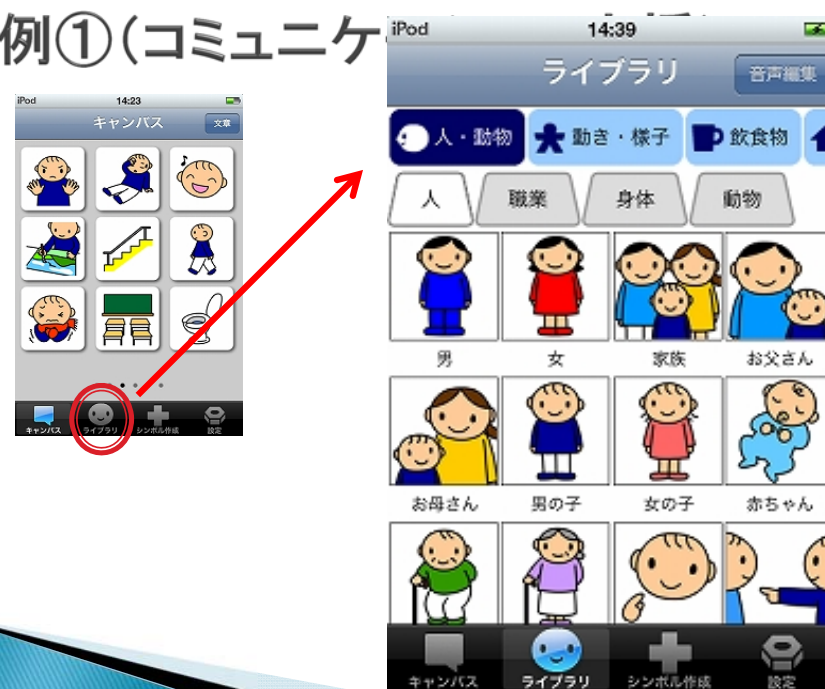 例①(コミュニケ
iPod 14:23
キャンバス 文章
キャンバス ライブラリ シンボル作成 設定
iPod 14:39
ライブラリ 音声編集
人・動物 動き・様子 飲食物
人 職業 身体 動物
男 女 家族 お父さん
お母さん 男の子 女の子 赤ちゃん
キャンバス ライブラリ シンボル作成 設定